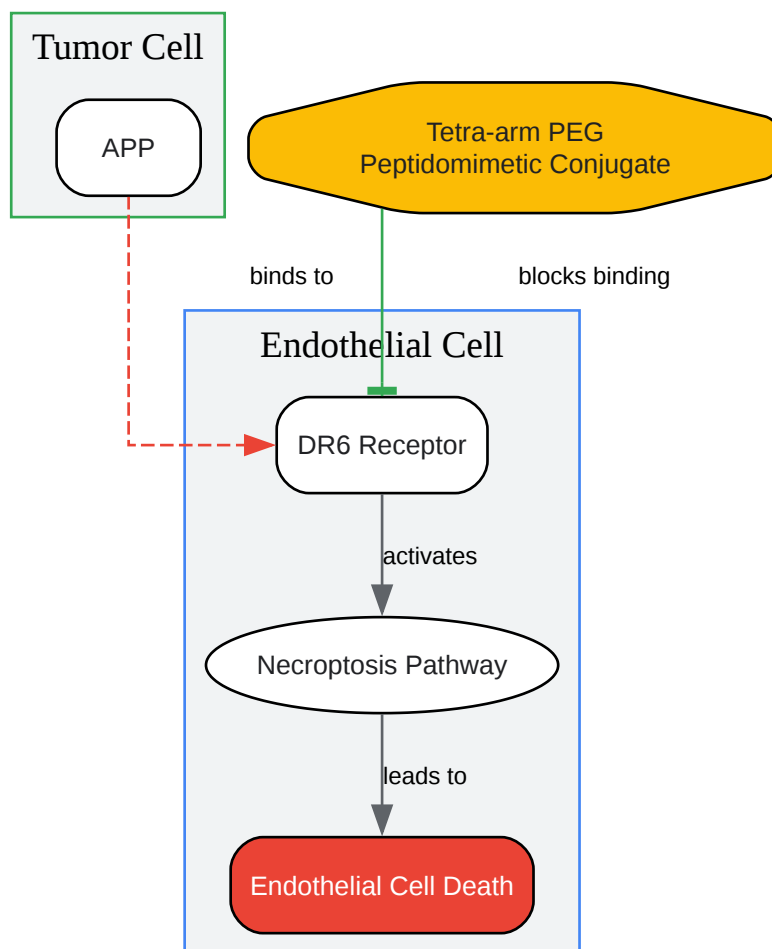 Tumor Cell
APP
Tetra-arm PEG
Peptidomimetic Conjugate
binds to
blocks binding
Endothelial Cell
DR6 Receptor
activates
Necroptosis Pathway
leads to
Endothelial Cell Death